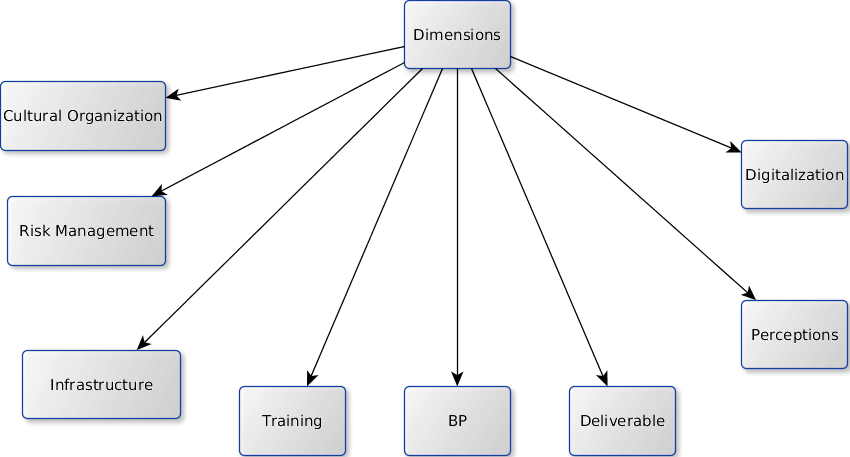 Dimensions
Cultural Organization
Digitalization
Risk Management
Perceptions
Infrastructure
Training
BP
Deliverable